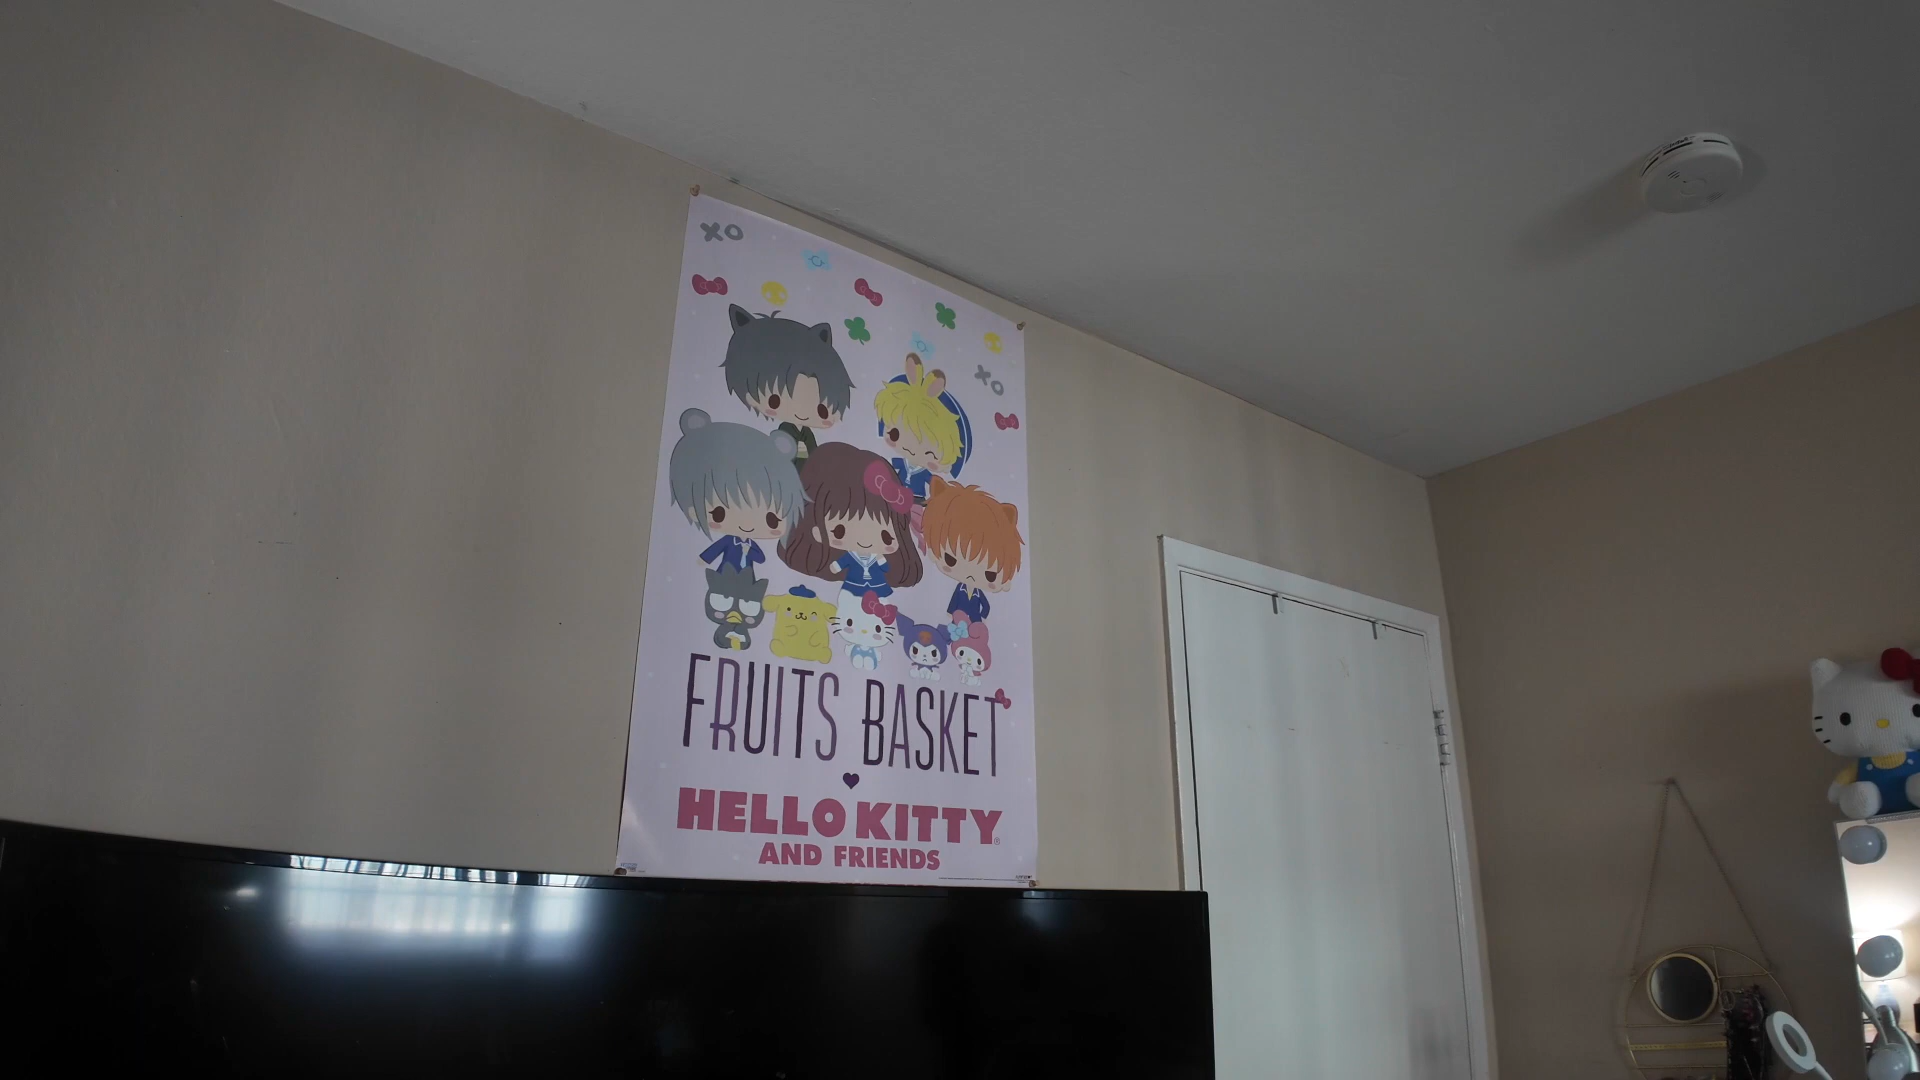 XO
XO
FRUITS BASKET
HELLO KITTY®
AND FRIENDS